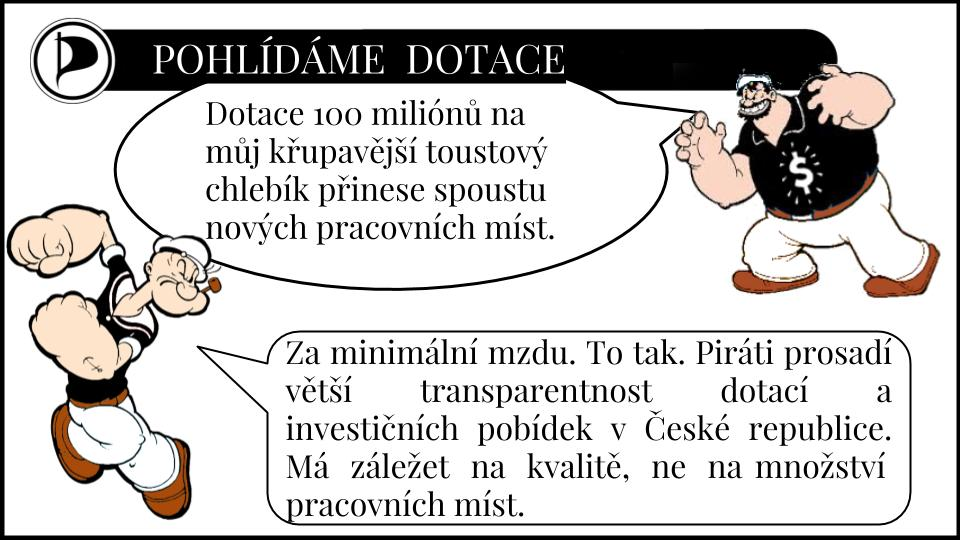 POHLÍDÁME DOTACE
Dotace 100 miliónů na
můj křupavější toustový
chlebík přinese spoustu
nových pracovních míst.
$
Za minimální mzdu. To tak. Piráti prosadí
větší transparentnost dotací a
investičních pobídek v České republice.
Má záležet na kvalitě, ne na množství
pracovních míst.